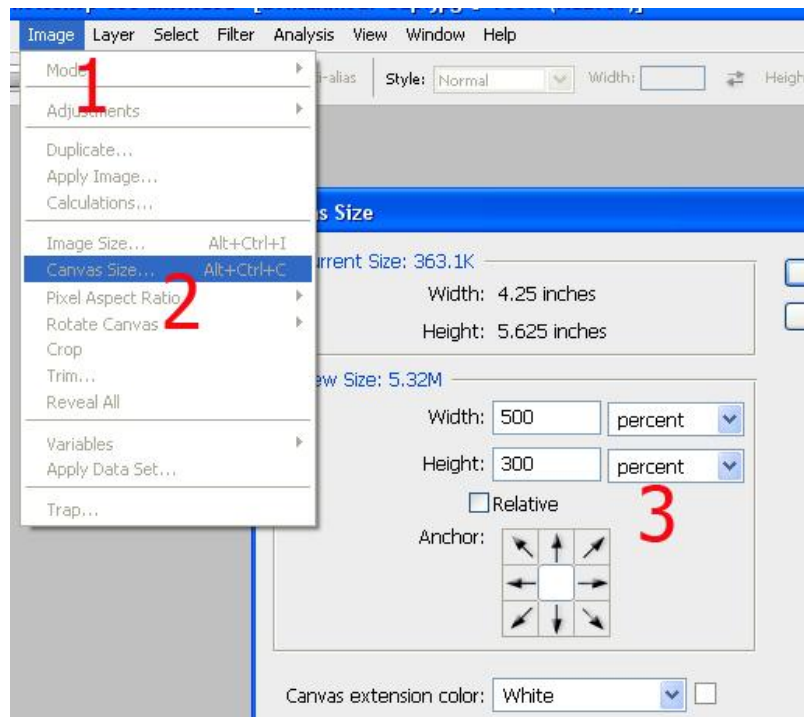 Image Layer Select Filter Analysis View Window Help
-alias Style: Normal Width: Heigh
Mode
1
Adjustments
Duplicate...
Apply Image...
Calculations...
Image Size... Alt+Ctrl+I
Canvas Size... Alt+Ctrl+C
2
Pixel Aspect Ratio
Rotate Canvas
Crop
Trim...
Reveal All
Variables
Apply Data Set...
Trap...
s Size
urrent Size: 363.1K
Width: 4.25 inches
Height: 5.625 inches
ew Size: 5.32M
Width: 500 percent
Height: 300 percent
Relative
3
Anchor:
Canvas extension color: White